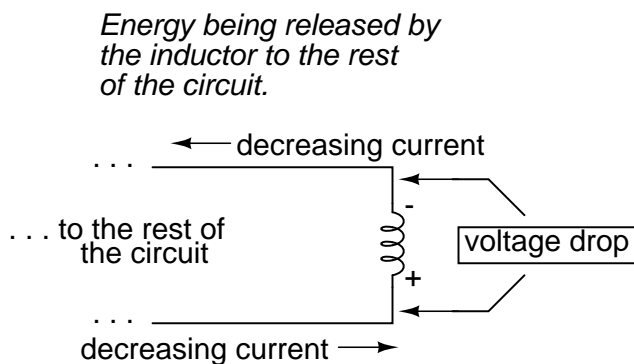 Energy being released by
the inductor to the rest
of the circuit.
decreasing current
. . .
-
. . . to the rest of
the circuit
voltage drop
+
. . .
decreasing current